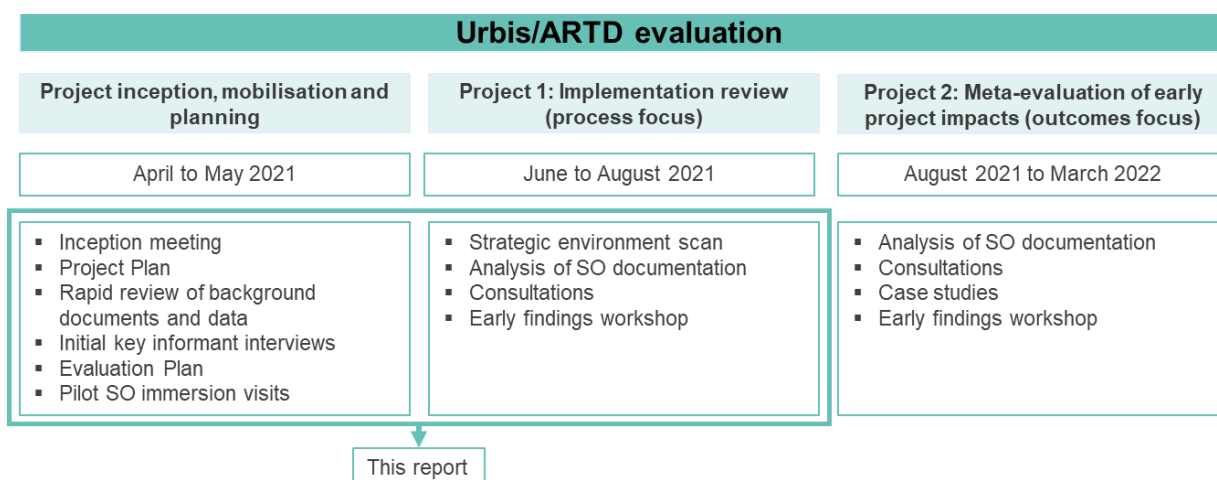 Urbis/ARTD evaluation
Project inception, mobilisation and
planning
April to May 2021
▪ Inception meeting
▪ Project Plan
▪ Rapid review of background
documents and data
▪ Initial key informant interviews
▪ Evaluation Plan
▪ Pilot SO immersion visits
Project 1: Implementation review
(process focus)
June to August 2021
▪ Strategic environment scan
▪ Analysis of SO documentation
▪ Consultations
▪ Early findings workshop
Project 2: Meta-evaluation of early
project impacts (outcomes focus)
August 2021 to March 2022
▪ Analysis of SO documentation
▪ Consultations
▪ Case studies
▪ Early findings workshop
This report